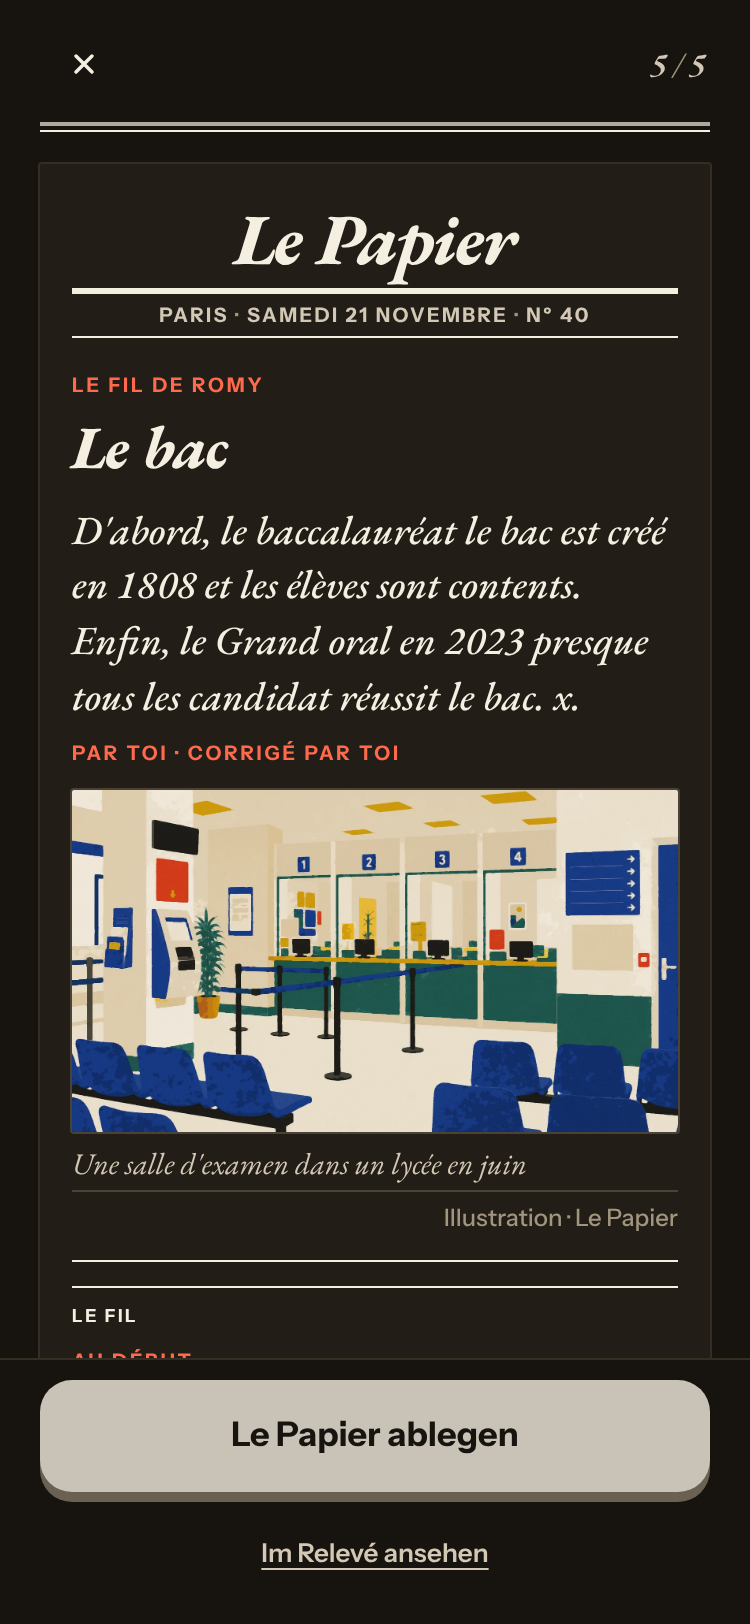 5/5
Le Papier
PARIS · SAMEDI 21 NOVEMBRE · N° 40
LE FIL DE ROMY
Le bac
D'abord, le baccalauréat le bac est créé
en 1808 et les élèves sont contents.
Enfin, le Grand oral en 2023 presque
tous les candidat réussit le bac. x.
PAR TOI · CORRIGÉ PAR TOI
1
2
3
4
Une salle d'examen dans un lycée en juin
Illustration · Le Papier
LE FIL
AU DÉBUT
Le Papier ablegen
Im Relevé ansehen